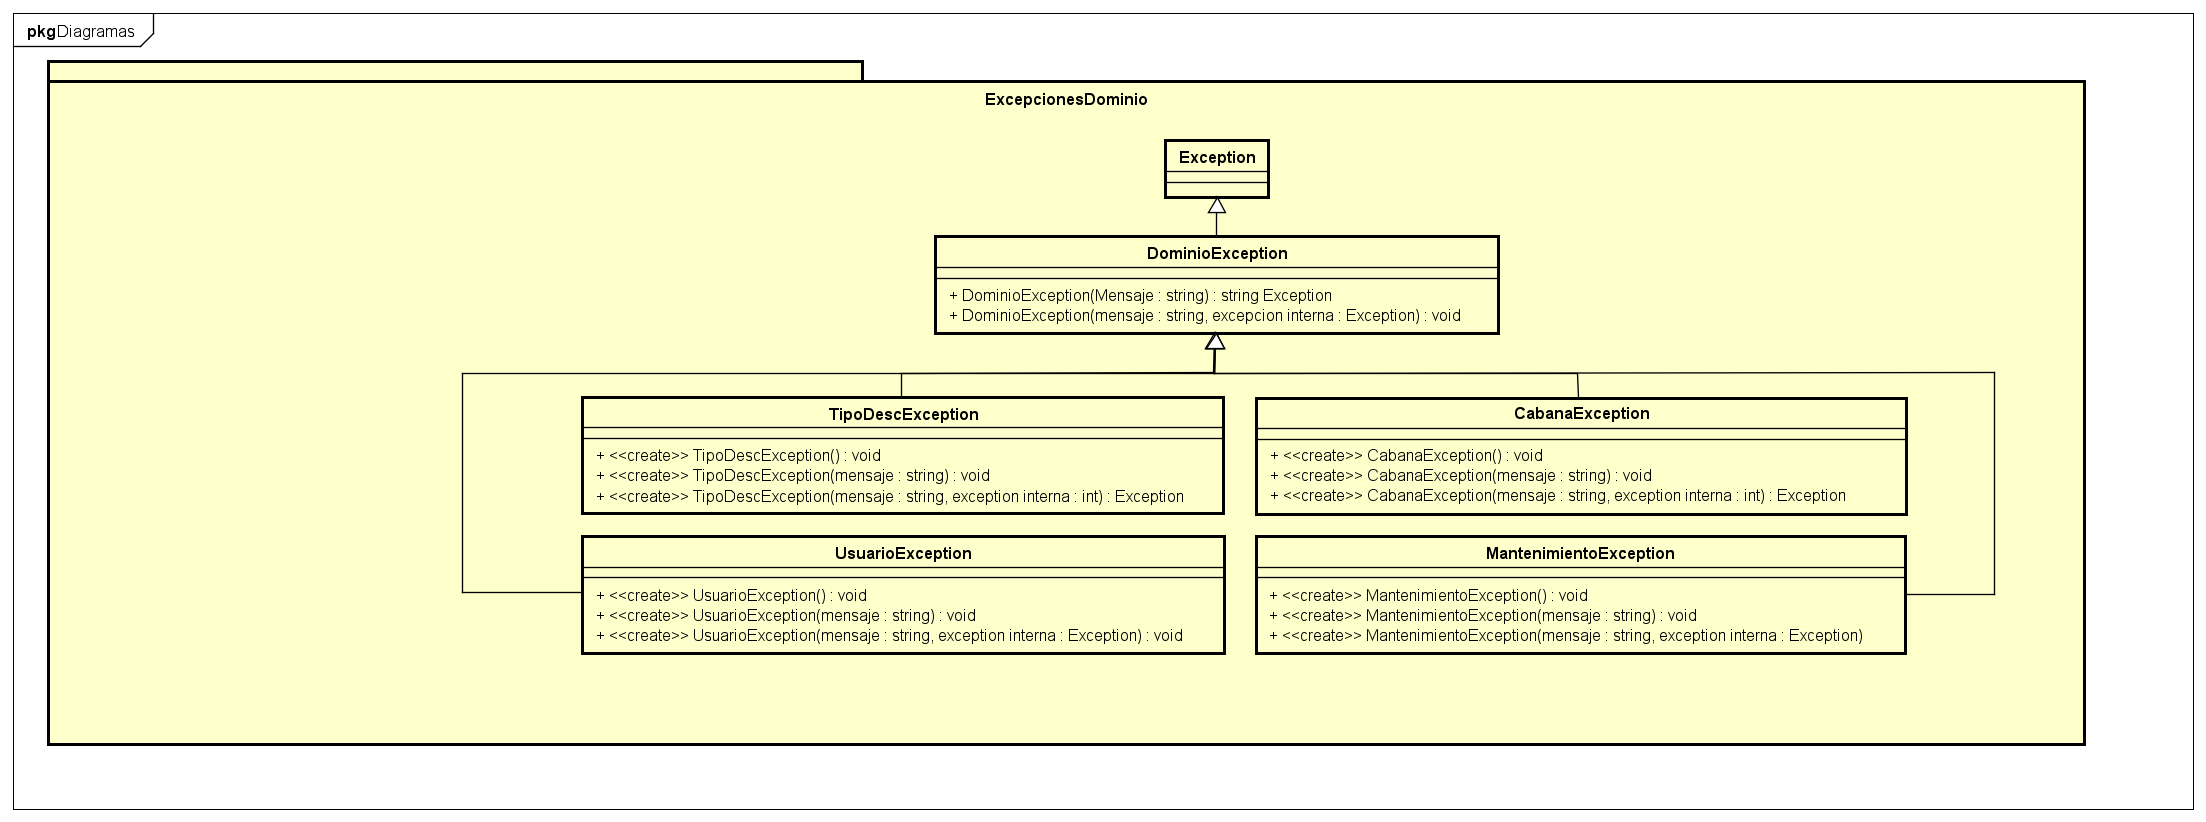 pkg Diagramas
ExcepcionesDominio
Exception
DominioException
+ DominioException(Mensaje : string) : string Exception
+ DominioException(mensaje : string, excepcion interna : Exception) : void
TipoDescException
+ <<create>> TipoDescException() : void
+ <<create>> TipoDescException(mensaje : string) : void
+ <<create>> TipoDescException(mensaje : string, exception interna : int) : Exception
CabanaException
+ <<create>> CabanaException() : void
+ <<create>> CabanaException(mensaje : string) : void
+ <<create>> CabanaException(mensaje : string, exception interna : int) : Exception
UsuarioException
+ <<create>> UsuarioException() : void
+ <<create>> UsuarioException(mensaje : string) : void
+ <<create>> UsuarioException(mensaje : string, exception interna : Exception) : void
MantenimientoException
+ <<create>> MantenimientoException() : void
+ <<create>> MantenimientoException(mensaje : string) : void
+ <<create>> MantenimientoException(mensaje : string, exception interna : Exception)